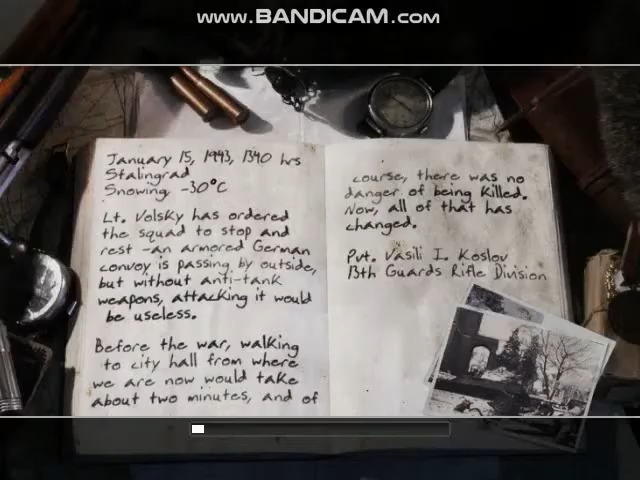 www.BANDICAM.com
January 15, 1943, 1340 hrs
Stalingrad
Snowing, -30°C
Lt. Volsky has ordered
the squad to stop and
rest -an armored German
convoy is passing by outside,
but without anti-tank
weapons, attacking it would
be useless.
Before the war, walking
to city hall from where
we are now would take
about two minutes, and of
course, there was no
danger of being killed.
Now, all of that has
changed.
Pvt. Vasili I. Koslov
13th Guards Rifle Division